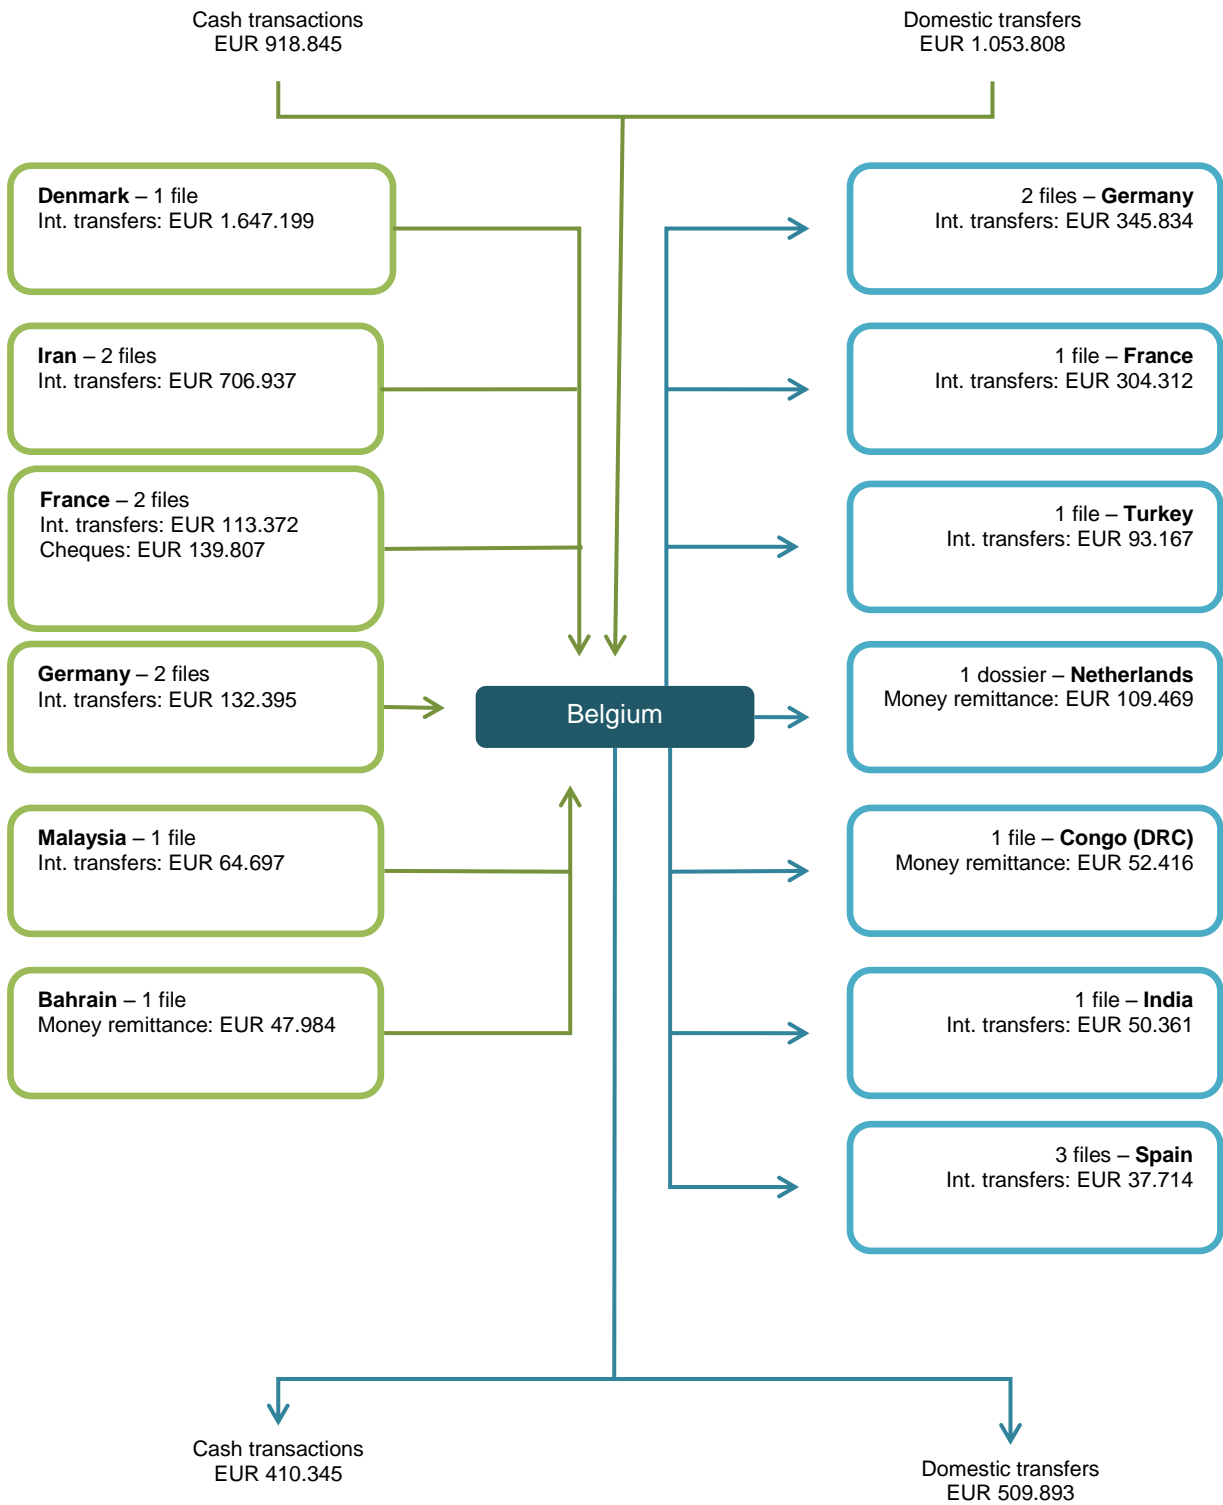 Cash transactions
EUR 918.845
Domestic transfers
EUR 1.053.808
Denmark – 1 file
Int. transfers: EUR 1.647.199
Iran – 2 files
Int. transfers: EUR 706.937
France – 2 files
Int. transfers: EUR 113.372
Cheques: EUR 139.807
Germany – 2 files
Int. transfers: EUR 132.395
Malaysia – 1 file
Int. transfers: EUR 64.697
Bahrain – 1 file
Money remittance: EUR 47.984
Belgium
2 files – Germany
Int. transfers: EUR 345.834
1 file – France
Int. transfers: EUR 304.312
1 file – Turkey
Int. transfers: EUR 93.167
1 dossier – Netherlands
Money remittance: EUR 109.469
1 file – Congo (DRC)
Money remittance: EUR 52.416
1 file – India
Int. transfers: EUR 50.361
3 files – Spain
Int. transfers: EUR 37.714
Cash transactions
EUR 410.345
Domestic transfers
EUR 509.893